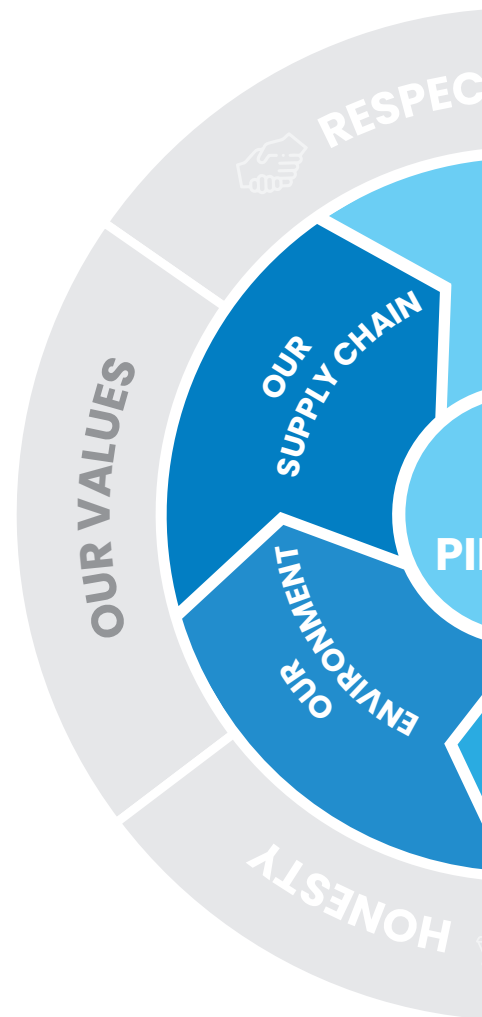 RESPEC
OUR
SUPPLY CHAIN
OUR VALUES
PI
OUR
ENVIRONMENT
HONESTY